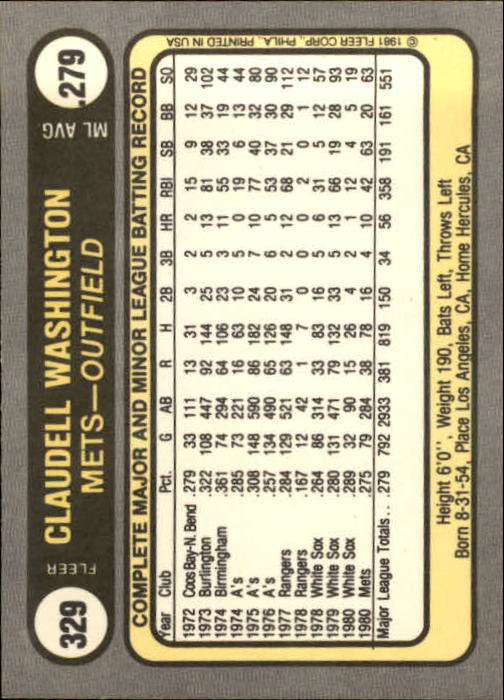 329
FLEER
CLAUDELL WASHINGTON
METS—OUTFIELD
ML AVG
.279
COMPLETE MAJOR AND MINOR LEAGUE BATTING RECORD
Year Club Pct. G AB R H 2B 3B HR RBI SB BB SO
1972 Coos Bay-N. Bend .279 33 111 13 31 3 2 2 15 9 12 29
1973 Burlington .322 108 447 92 144 25 5 13 81 38 37 102
1974 Birmingham .361 74 294 64 106 23 3 11 55 33 19 44
1974 A's .285 73 221 16 63 10 5 0 19 6 13 44
1975 A's .308 148 590 86 182 24 7 10 77 40 32 80
1976 A's .257 134 490 65 126 20 6 5 53 37 30 90
1977 Rangers .284 129 521 63 148 31 2 12 68 21 29 112
1978 Rangers .167 12 42 1 7 0 0 0 2 0 1 12
1978 White Sox .264 86 314 33 83 16 5 6 31 5 12 57
1979 White Sox .280 131 471 79 132 33 5 13 66 19 28 93
1980 White Sox .289 32 90 15 26 4 2 1 12 4 5 19
1980 Mets .275 79 284 38 78 16 4 10 42 63 20 63
Major League Totals... .279 792 2933 381 819 150 34 56 358 191 161 551
Height 6'0", Weight 190, Bats Left, Throws Left
Born 8-31-54, Place Los Angeles, CA, Home Hercules, CA
© 1981 FLEER CORP., PHILA., PRINTED IN USA